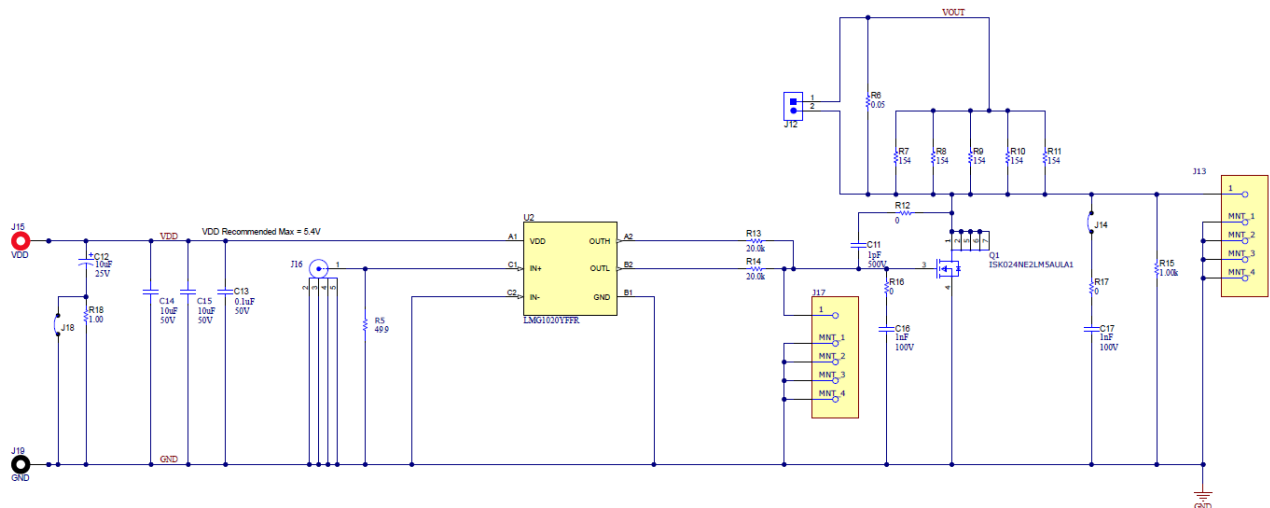 VOUT
1
2
J12
R6
0.05
R7
154
R8
154
R9
154
R10
154
R11
154
J13
1
MNT_1
MNT_2
MNT_3
MNT_4
J15
VDD
C12
10uF
25V
VDD
VDD Recommended Max = 5.4V
J18
R18
1.00
C14
10uF
50V
C15
10uF
50V
C13
0.1uF
50V
J16
1
2
3
4
5
R5
49.9
U2
A1
VDD
OUTH
A2
C1
IN+
OUTL
B2
C2
IN-
GND
B1
LMG1020YFFR
R13
20.0k
R14
20.0k
R12
0
C11
1pF
500V
1
2
5
6
7
3
4
Q1
ISK024NE2LM5AULA1
R16
0
C16
1nF
100V
J17
1
MNT_1
MNT_2
MNT_3
MNT_4
J14
R17
0
C17
1nF
100V
R15
1.00k
J19
GND
GND
GND